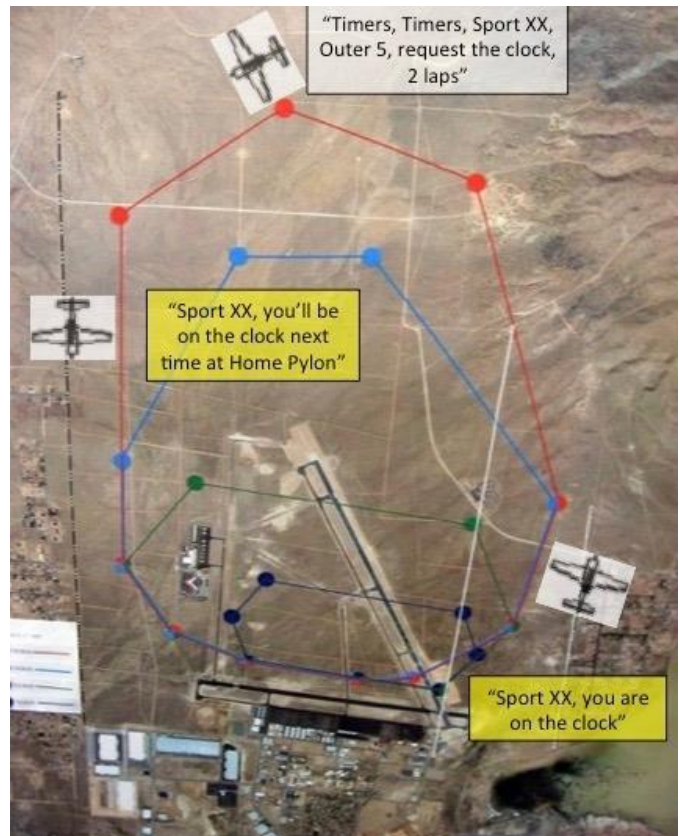 “Timers, Timers, Sport XX,
Outer 5, request the clock,
2 laps”
“Sport XX, you’ll be
on the clock next
time at Home Pylon”
“Sport XX, you are
on the clock”